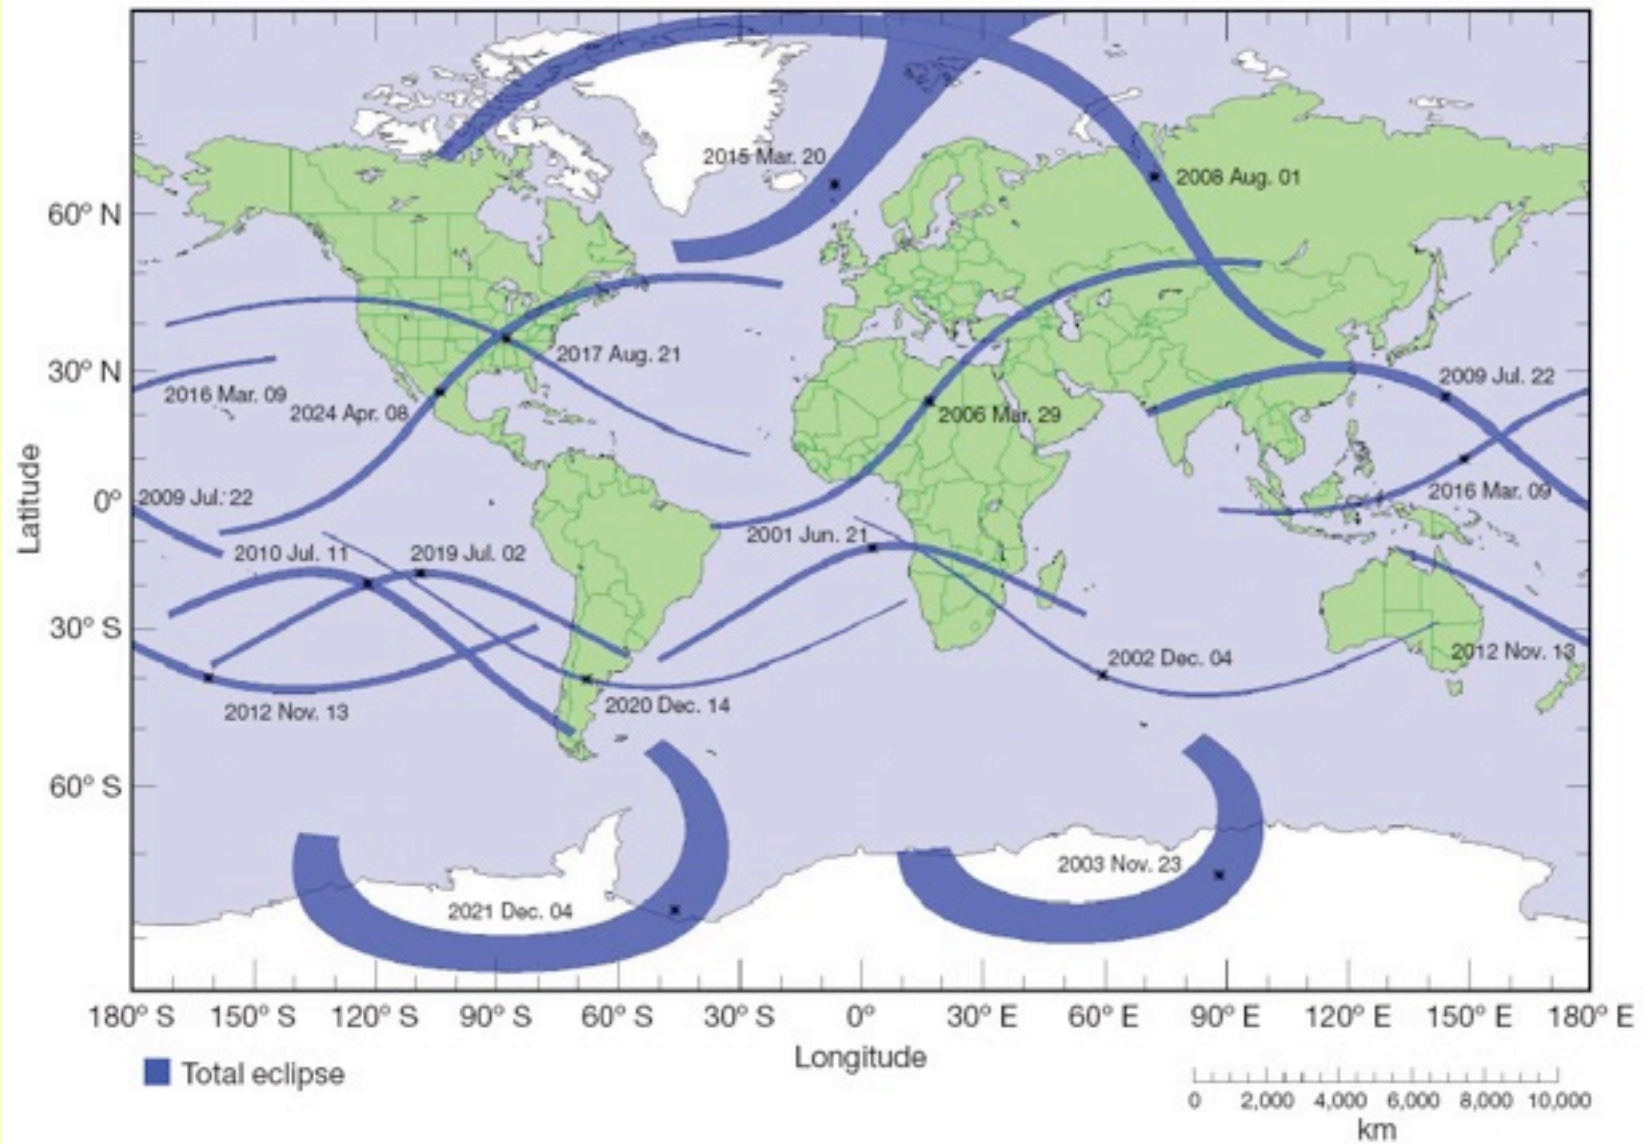 2015 Mar. 20
2008 Aug. 01
60° N
2017 Aug. 21
30° N
2009 Jul. 22
2016 Mar. 09
2024 Apr. 08
2006 Mar. 29
Latitude
0°
2009 Jul. 22
2016 Mar. 09
2001 Jun. 21
2010 Jul. 11
2019 Jul. 02
30° S
2012 Nov. 13
2002 Dec. 04
2020 Dec. 14
2012 Nov. 13
60° S
2003 Nov. 23
2021 Dec. 04
180° S 150° S 120° S 90° S 60° S 30° S 0° 30° E 60° E 90° E 120° E 150° E 180° E
Longitude
Total eclipse
0 2,000 4,000 6,000 8,000 10,000
km